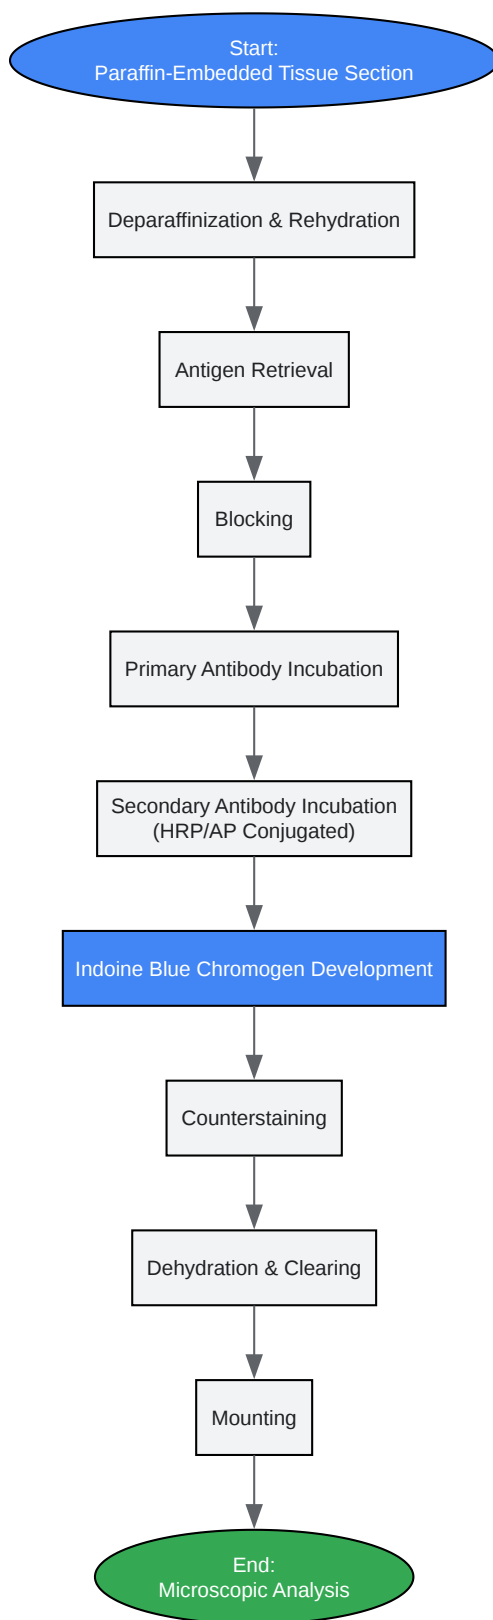 Start:
Paraffin-Embedded Tissue Section
Deparaffinization & Rehydration
Antigen Retrieval
Blocking
Primary Antibody Incubation
Secondary Antibody Incubation
(HRP/AP Conjugated)
Indoine Blue Chromogen Development
Counterstaining
Dehydration & Clearing
Mounting
End:
Microscopic Analysis